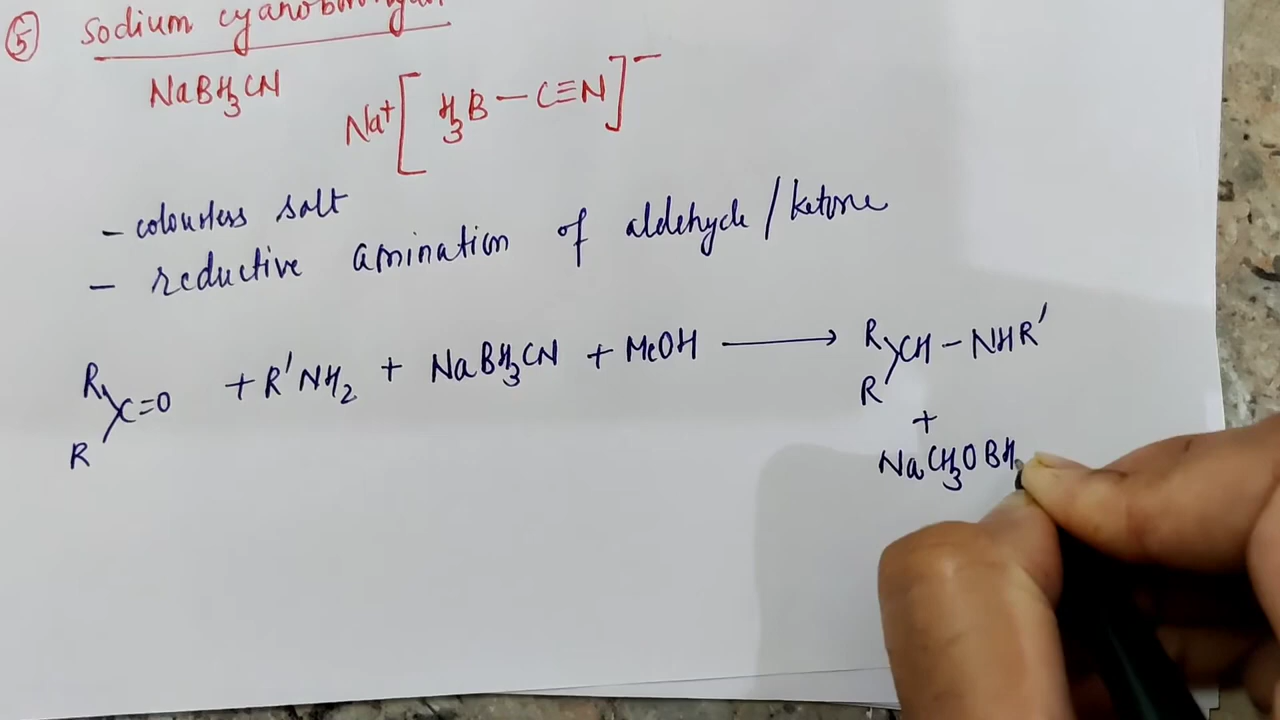 ⑤ sodium
NaBH₃CN
Na⁺[H₃B—C≡N]⁻
- colourless salt
- reductive amination of aldehyde/ketone
R
R
C=O + R'NH₂ + NaBH₃CN + MeOH ⟶ R
R
CH-NHR'
+
NaCH₃OBH